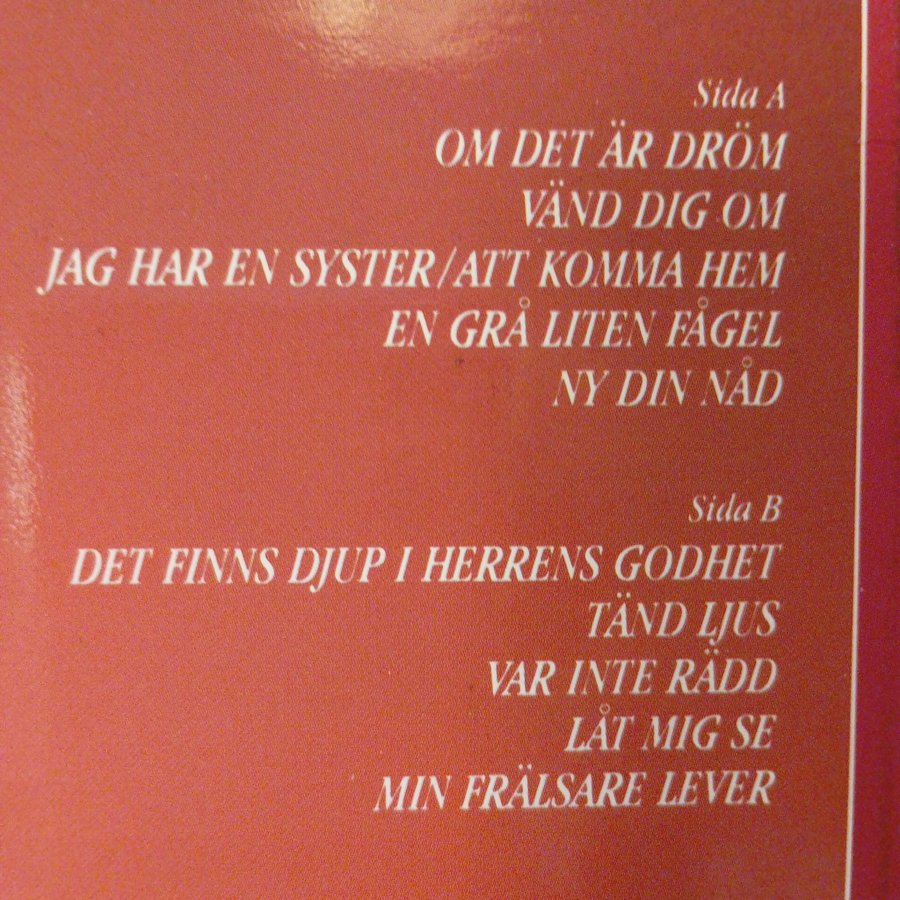 Sida A
OM DET ÄR DRÖM
VÄND DIG OM
JAG HAR EN SYSTER/ATT KOMMA HEM
EN GRÅ LITEN FÅGEL
NY DIN NÅD
Sida B
DET FINNS DJUP I HERRENS GODHET
TÄND LJUS
VAR INTE RÄDD
LÅT MIG SE
MIN FRÄLSARE LEVER